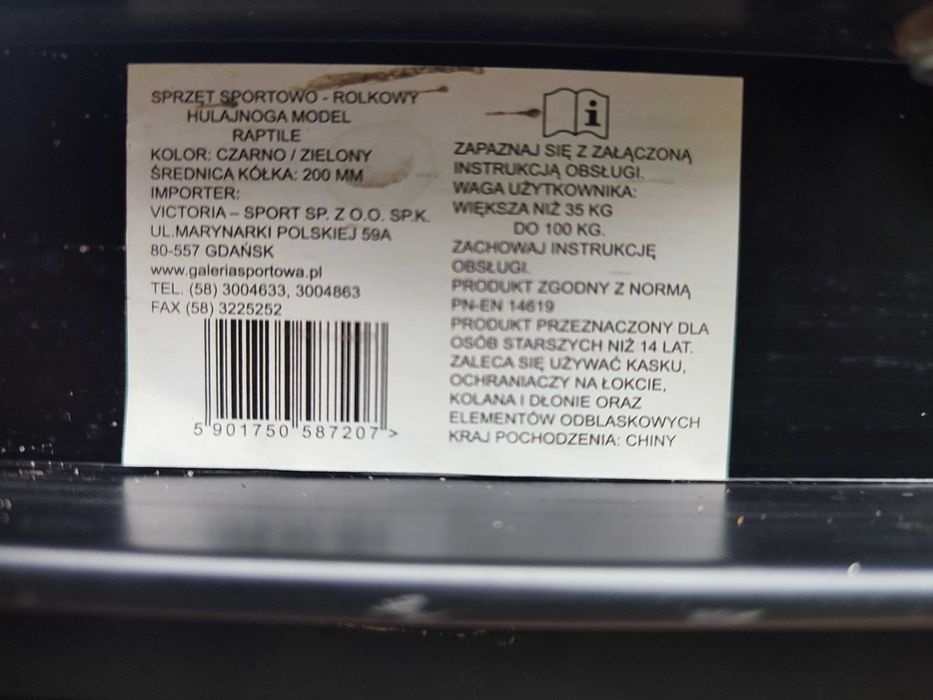 SPRZĘT SPORTOWO - ROLKOWY
HULAJNOGA MODEL
RAPTILE
KOLOR: CZARNO / ZIELONY
ŚREDNICA KÓŁKA: 200 MM
IMPORTER:
VICTORIA – SPORT SP. Z O.O. SP.K.
UL.MARYNARKI POLSKIEJ 59A
80-557 GDAŃSK
www.galeriasportowa.pl
TEL. (58) 3004633, 3004863
FAX (58) 3225252
5 901750 587207 >
i
ZAPAZNAJ SIĘ Z ZAŁĄCZONĄ
INSTRUKCJĄ OBSŁUGI.
WAGA UŻYTKOWNIKA:
WIĘKSZA NIŻ 35 KG
DO 100 KG.
ZACHOWAJ INSTRUKCJĘ
OBSŁUGI.
PRODUKT ZGODNY Z NORMĄ
PN-EN 14619
PRODUKT PRZEZNACZONY DLA
OSÓB STARSZYCH NIŻ 14 LAT.
ZALECA SIĘ UŻYWAĆ KASKU,
OCHRANIACZY NA ŁOKCIE,
KOLANA I DŁONIE ORAZ
ELEMENTÓW ODBLASKOWYCH
KRAJ POCHODZENIA: CHINY